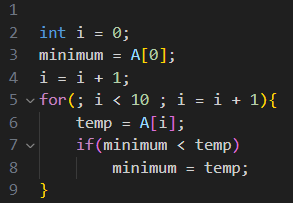 1
2 int i = 0;
3 minimum = A[0];
4 i = i + 1;
5 for(; i < 10 ; i = i + 1){
6     temp = A[i];
7     if(minimum < temp)
8         minimum = temp;
9 }